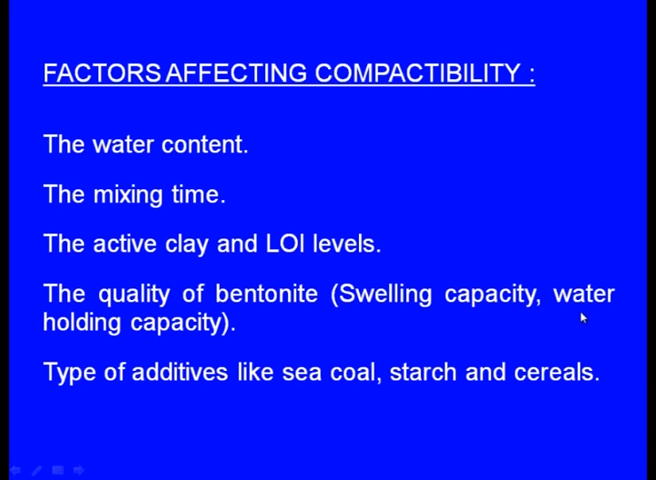 FACTORS AFFECTING COMPACTIBILITY :
The water content.
The mixing time.
The active clay and LOI levels.
The quality of bentonite (Swelling capacity, water
holding capacity).
Type of additives like sea coal, starch and cereals.